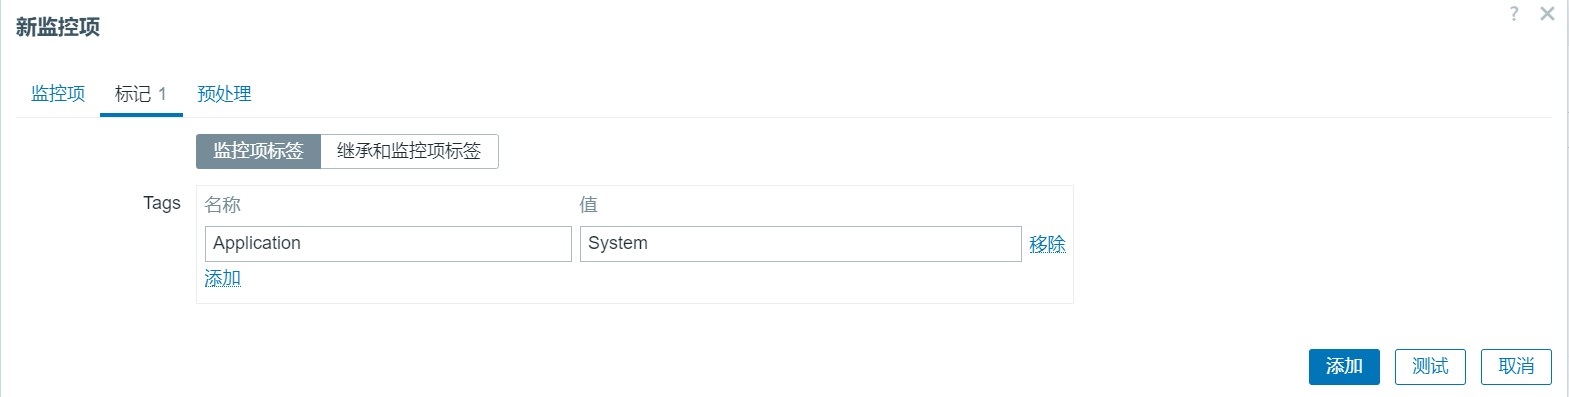 新监控项
?
监控项 标记 1 预处理
监控项标签 继承和监控项标签
Tags 名称 值
Application System 移除
添加
添加 测试 取消